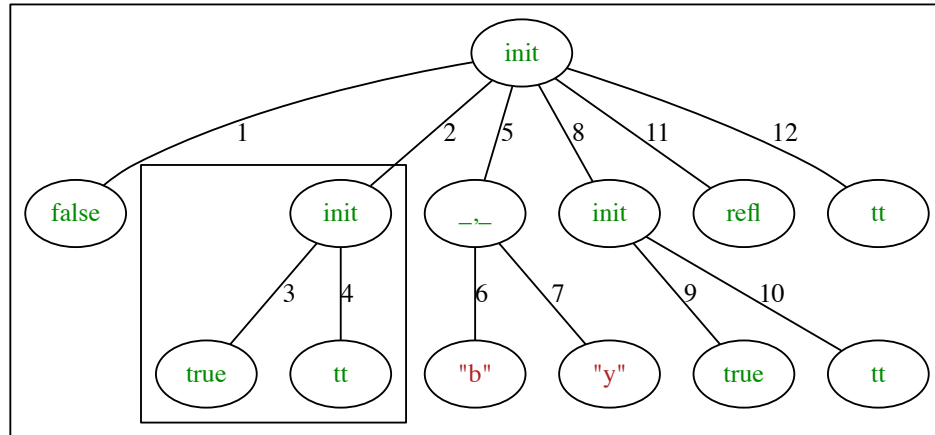 init
1 2 5 8 11 12
false init _,_ init refl tt
3 4 6 7 9 10
true tt "b" "y" true tt